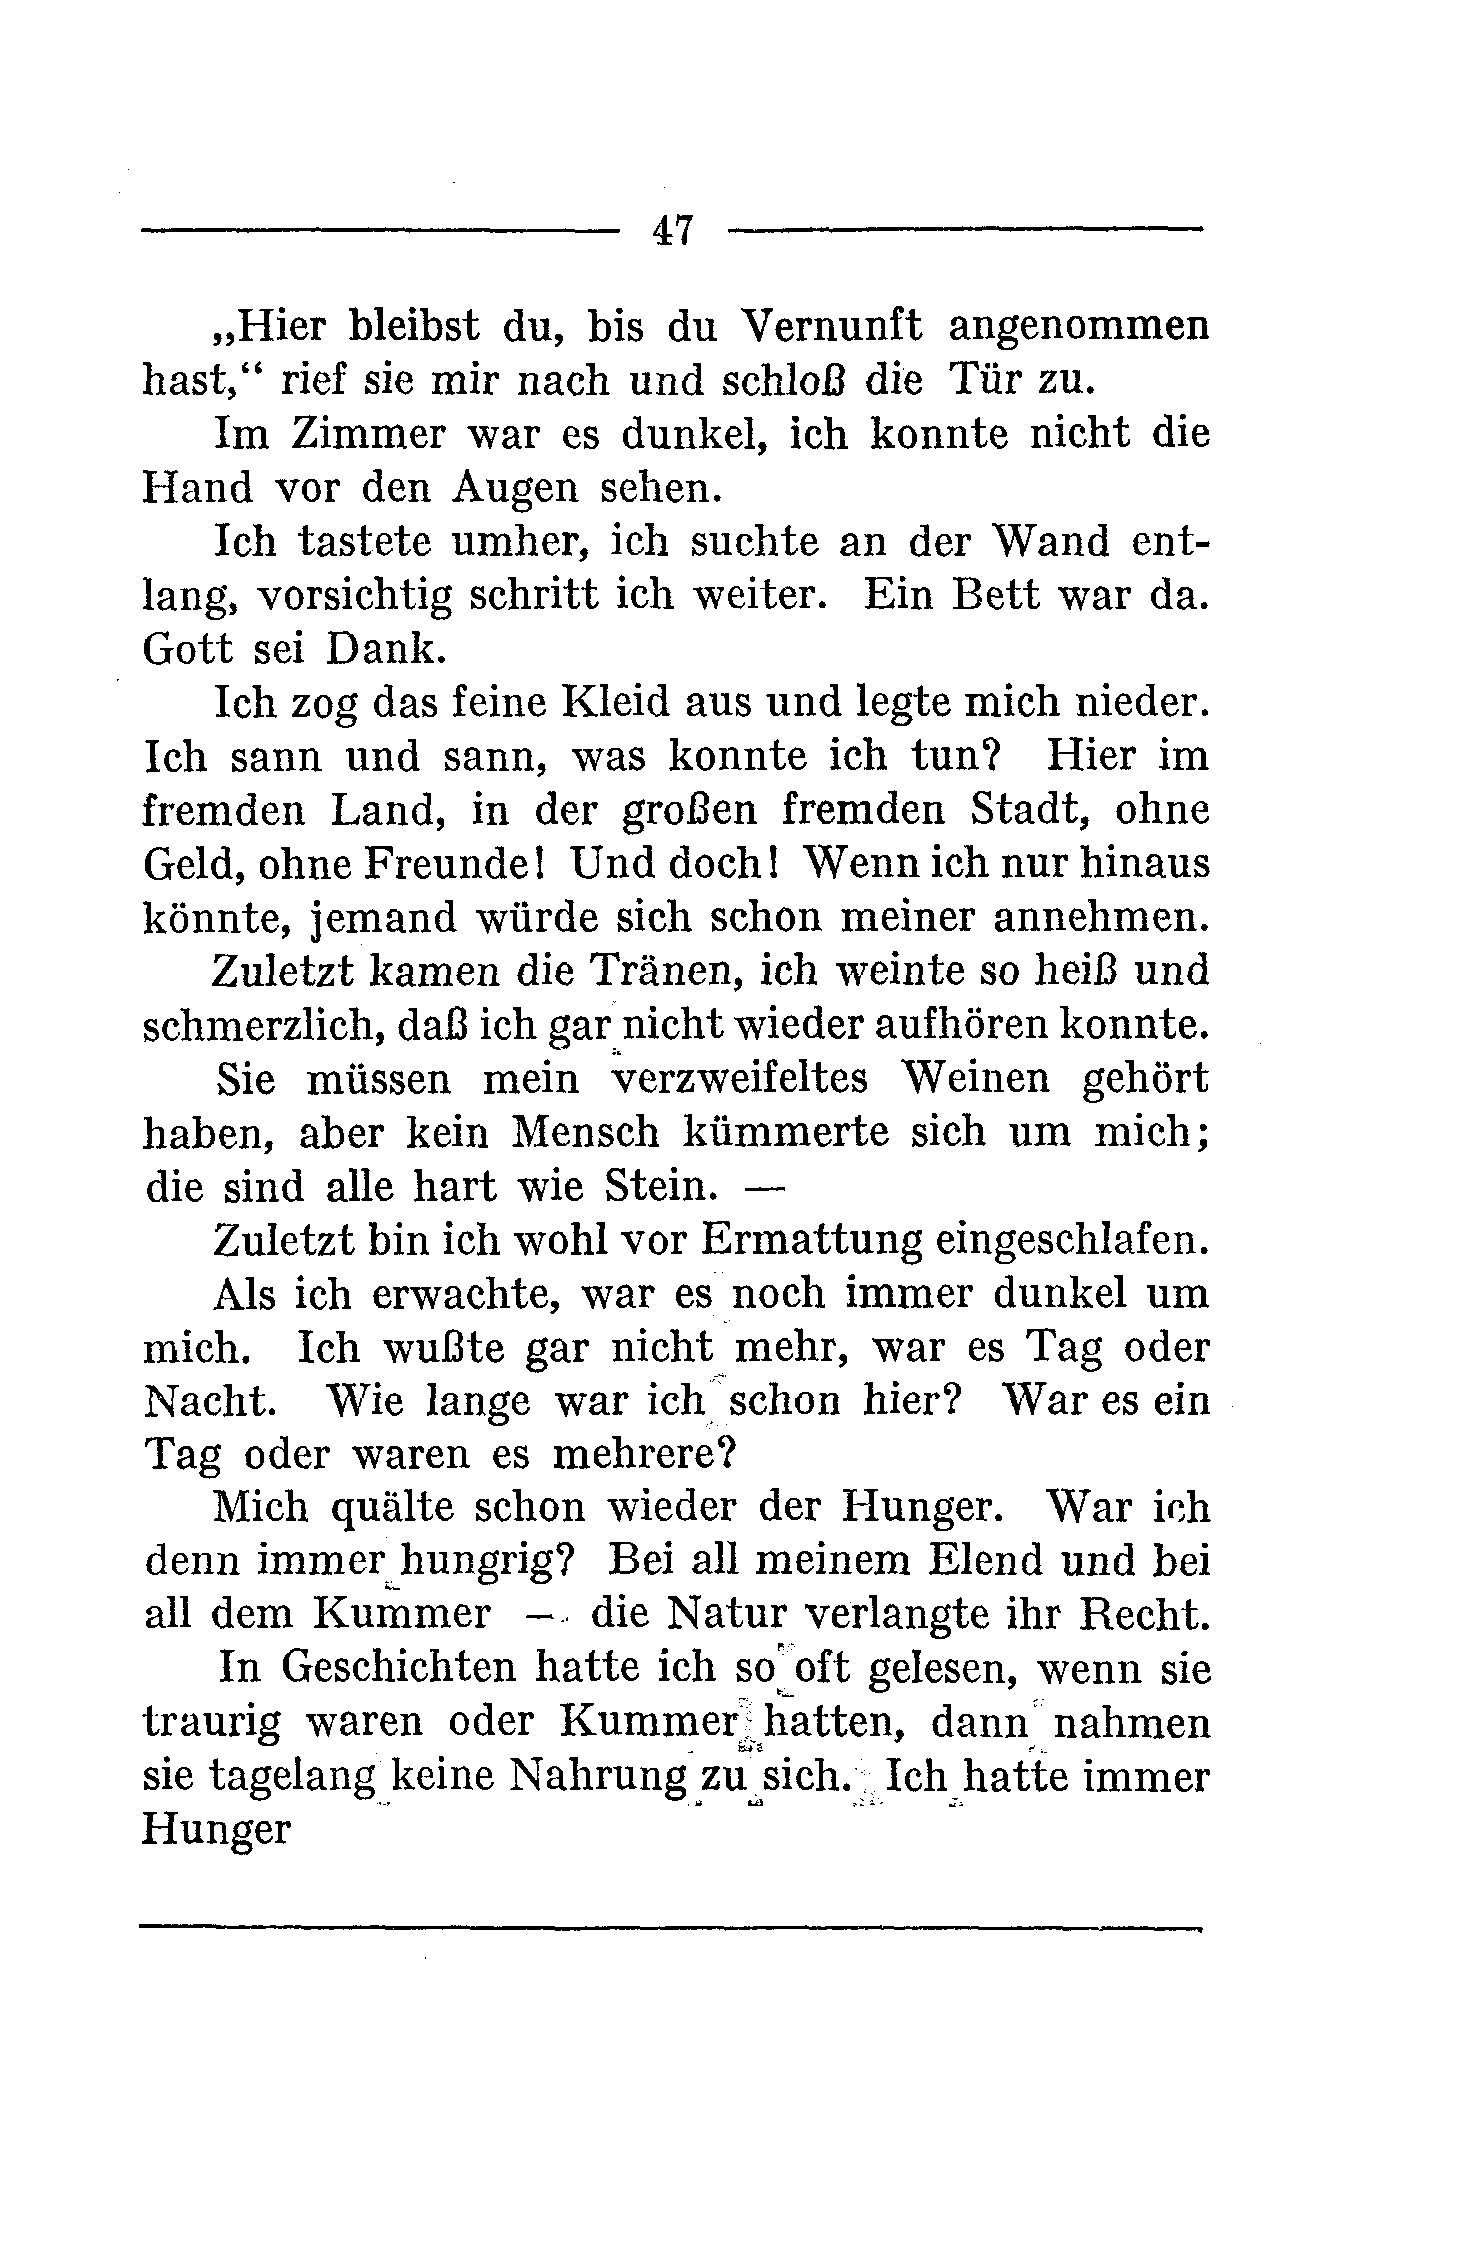 47
„Hier bleibst du, bis du Vernunft angenommen
hast,“ rief sie mir nach und schloß die Tür zu.
Im Zimmer war es dunkel, ich konnte nicht die
Hand vor den Augen sehen.
Ich tastete umher, ich suchte an der Wand ent-
lang, vorsichtig schritt ich weiter. Ein Bett war da.
Gott sei Dank.
Ich zog das feine Kleid aus und legte mich nieder.
Ich sann und sann, was konnte ich tun? Hier im
fremden Land, in der großen fremden Stadt, ohne
Geld, ohne Freunde! Und doch! Wenn ich nur hinaus
könnte, jemand würde sich schon meiner annehmen.
Zuletzt kamen die Tränen, ich weinte so heiß und
schmerzlich, daß ich gar nicht wieder aufhören konnte.
Sie müssen mein verzweifeltes Weinen gehört
haben, aber kein Mensch kümmerte sich um mich;
die sind alle hart wie Stein. —
Zuletzt bin ich wohl vor Ermattung eingeschlafen.
Als ich erwachte, war es noch immer dunkel um
mich. Ich wußte gar nicht mehr, war es Tag oder
Nacht. Wie lange war ich schon hier? War es ein
Tag oder waren es mehrere?
Mich quälte schon wieder der Hunger. War ich
denn immer hungrig? Bei all meinem Elend und bei
all dem Kummer — die Natur verlangte ihr Recht.
In Geschichten hatte ich so oft gelesen, wenn sie
traurig waren oder Kummer hatten, dann nahmen
sie tagelang keine Nahrung zu sich. Ich hatte immer
Hunger